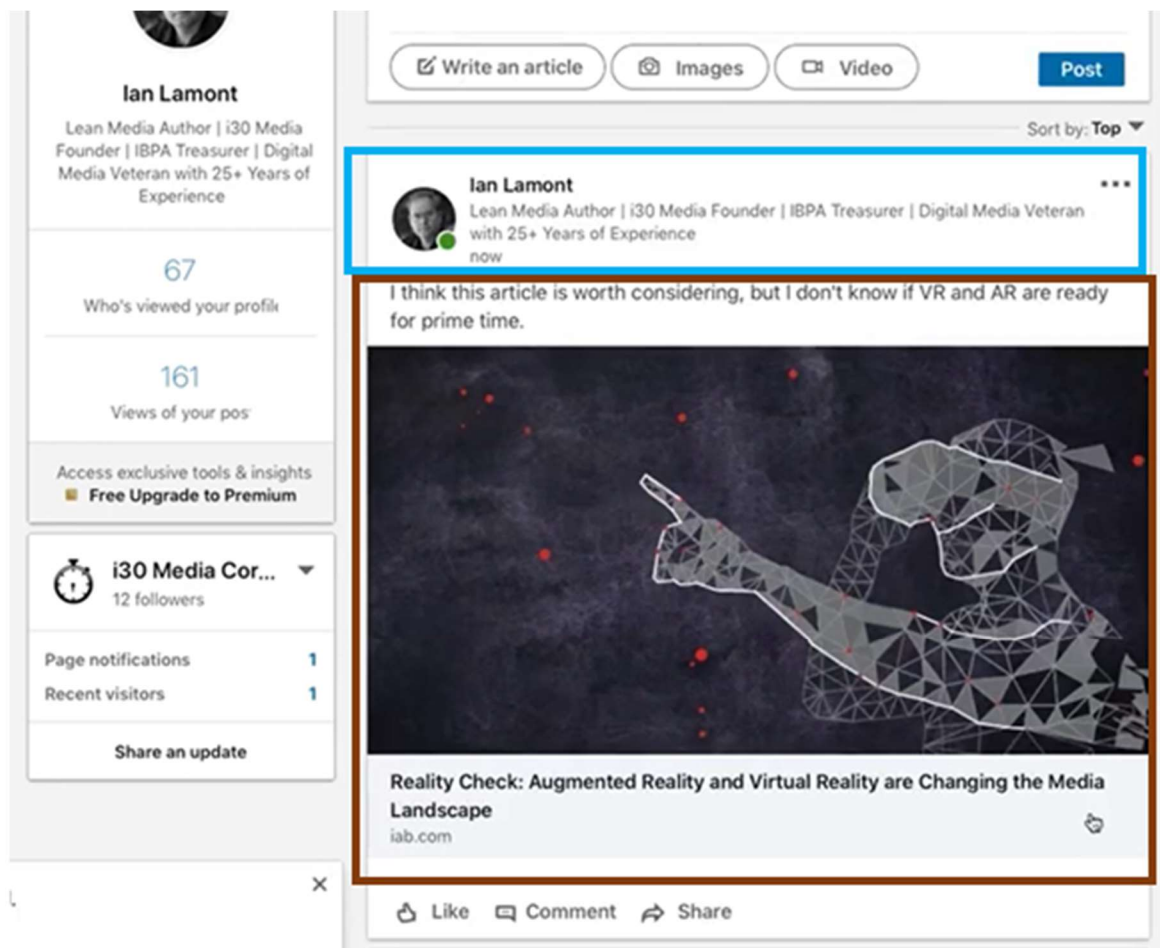 Ian Lamont
Lean Media Author | i30 Media
Founder | IBPA Treasurer | Digital
Media Veteran with 25+ Years of
Experience
67
Who's viewed your profile
161
Views of your pos
Access exclusive tools & insights
Free Upgrade to Premium
i30 Media Cor...
12 followers
Page notifications 1
Recent visitors 1
Share an update
Write an article Images Video Post
Sort by: Top
Ian Lamont
Lean Media Author | i30 Media Founder | IBPA Treasurer | Digital Media Veteran
with 25+ Years of Experience
now
I think this article is worth considering, but I don't know if VR and AR are ready
for prime time.
Reality Check: Augmented Reality and Virtual Reality are Changing the Media
Landscape
iab.com
Like Comment Share